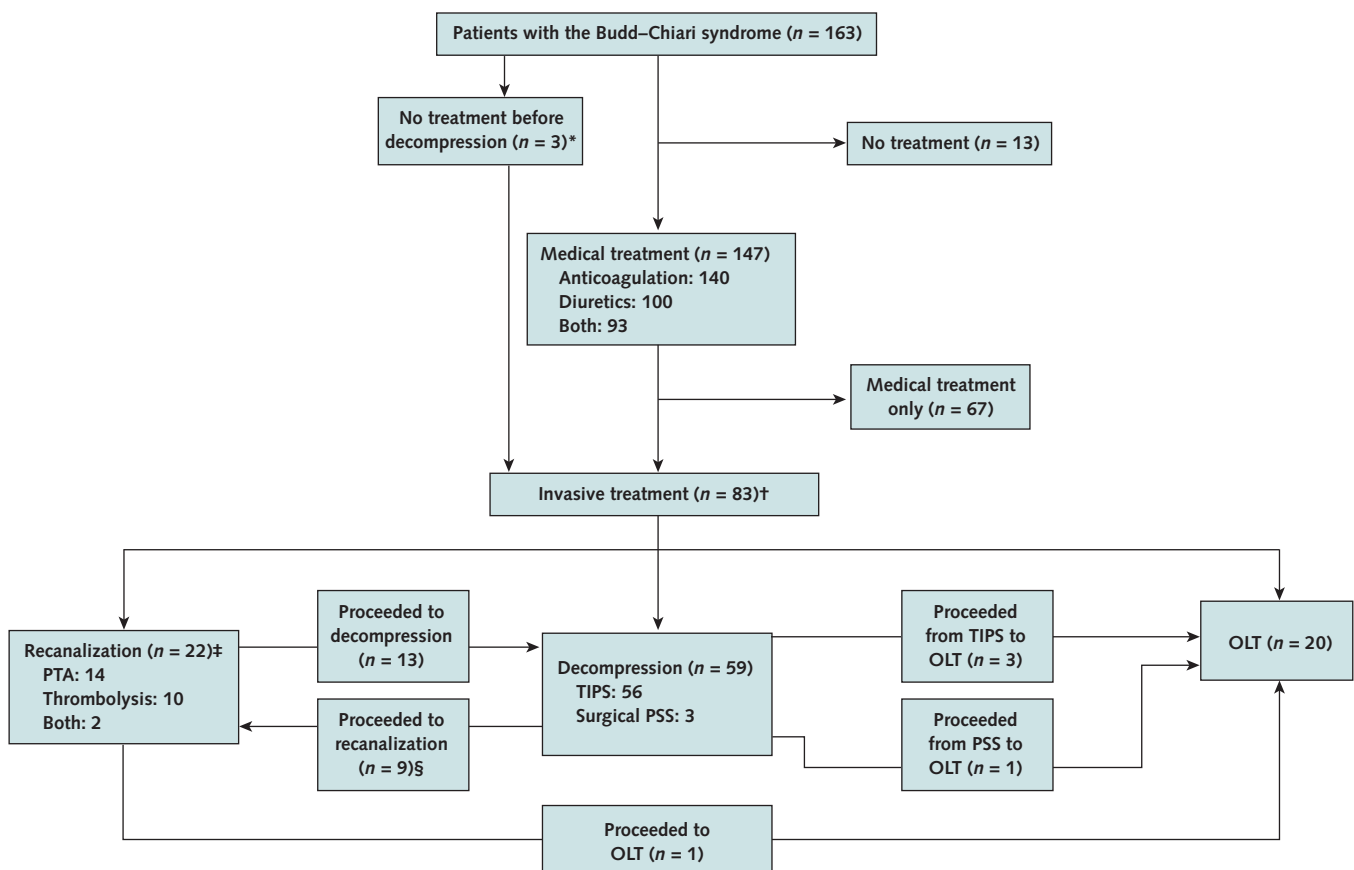 Patients with the Budd–Chiari syndrome (n = 163)
No treatment before
decompression (n = 3)*
No treatment (n = 13)
Medical treatment (n = 147)
Anticoagulation: 140
Diuretics: 100
Both: 93
Medical treatment
only (n = 67)
Invasive treatment (n = 83)†
Recanalization (n = 22)‡
PTA: 14
Thrombolysis: 10
Both: 2
Proceeded to
decompression
(n = 13)
Proceeded to
recanalization
(n = 9)§
Decompression (n = 59)
TIPS: 56
Surgical PSS: 3
Proceeded
from TIPS to
OLT (n = 3)
Proceeded
from PSS to
OLT (n = 1)
OLT (n = 20)
Proceeded to
OLT (n = 1)